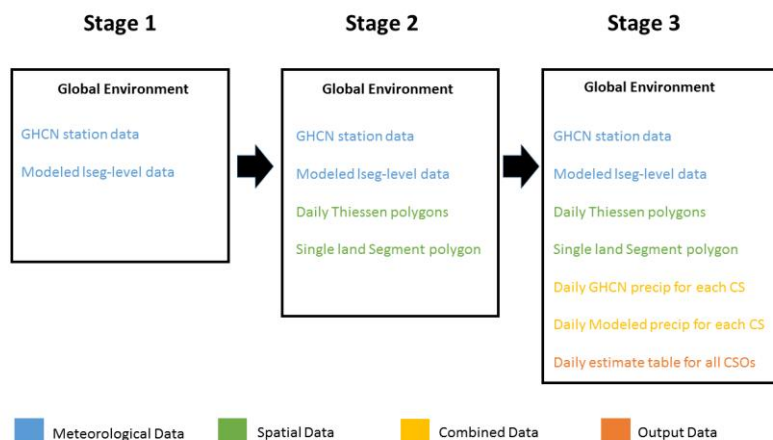 Stage 1
Stage 2
Stage 3
Global Environment
GHCN station data
Modeled lseg-level data
Global Environment
GHCN station data
Modeled lseg-level data
Daily Thiessen polygons
Single land Segment polygon
Global Environment
GHCN station data
Modeled lseg-level data
Daily Thiessen polygons
Single land Segment polygon
Daily GHCN precip for each CS
Daily Modeled precip for each CS
Daily estimate table for all CSOs
Meteorological Data
Spatial Data
Combined Data
Output Data